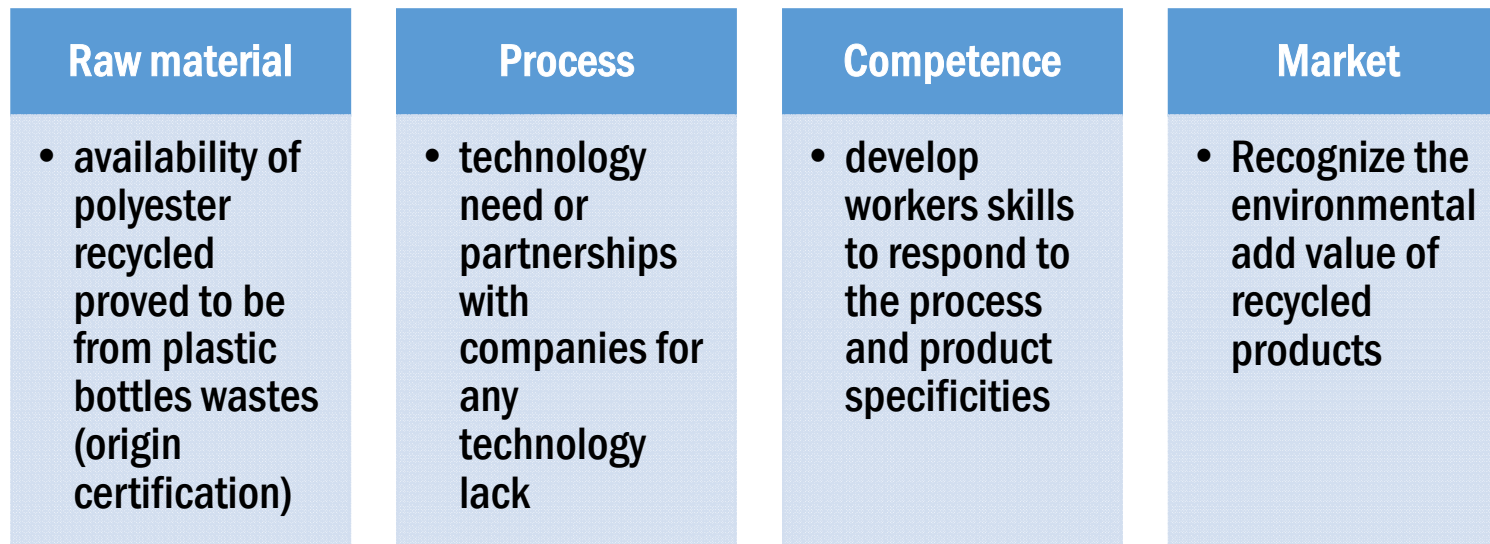 Raw material
• availability of
polyester
recycled
proved to be
from plastic
bottles wastes
(origin
certification)
Process
• technology
need or
partnerships
with
companies for
any
technology
lack
Competence
• develop
workers skills
to respond to
the process
and product
specificities
Market
• Recognize the
environmental
add value of
recycled
products